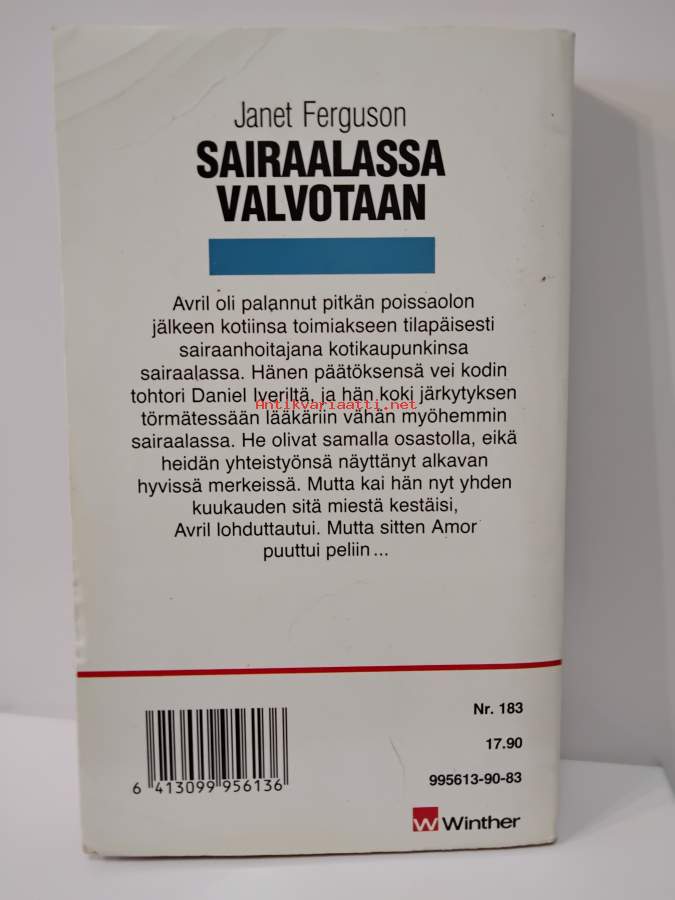 Janet Ferguson
SAIRAALASSA
VALVOTAAN
Avril oli palannut pitkän poissaolon
jälkeen kotiinsa toimiakseen tilapäisesti
sairaanhoitajana kotikaupunkinsa
sairaalassa. Hänen päätöksensä vei kodin
tohtori Daniel Iveriltä, ja hän koki järkytyksen
Antikvariaatti.net
törmätessään lääkäriin vähän myöhemmin
sairaalassa. He olivat samalla osastolla, eikä
heidän yhteistyönsä näyttänyt alkavan
hyvissä merkeissä. Mutta kai hän nyt yhden
kuukauden sitä miestä kestäisi,
Avril lohduttautui. Mutta sitten Amor
puuttui peliin...
Nr. 183
17.90
995613-90-83
6 413099 956136
W Winther